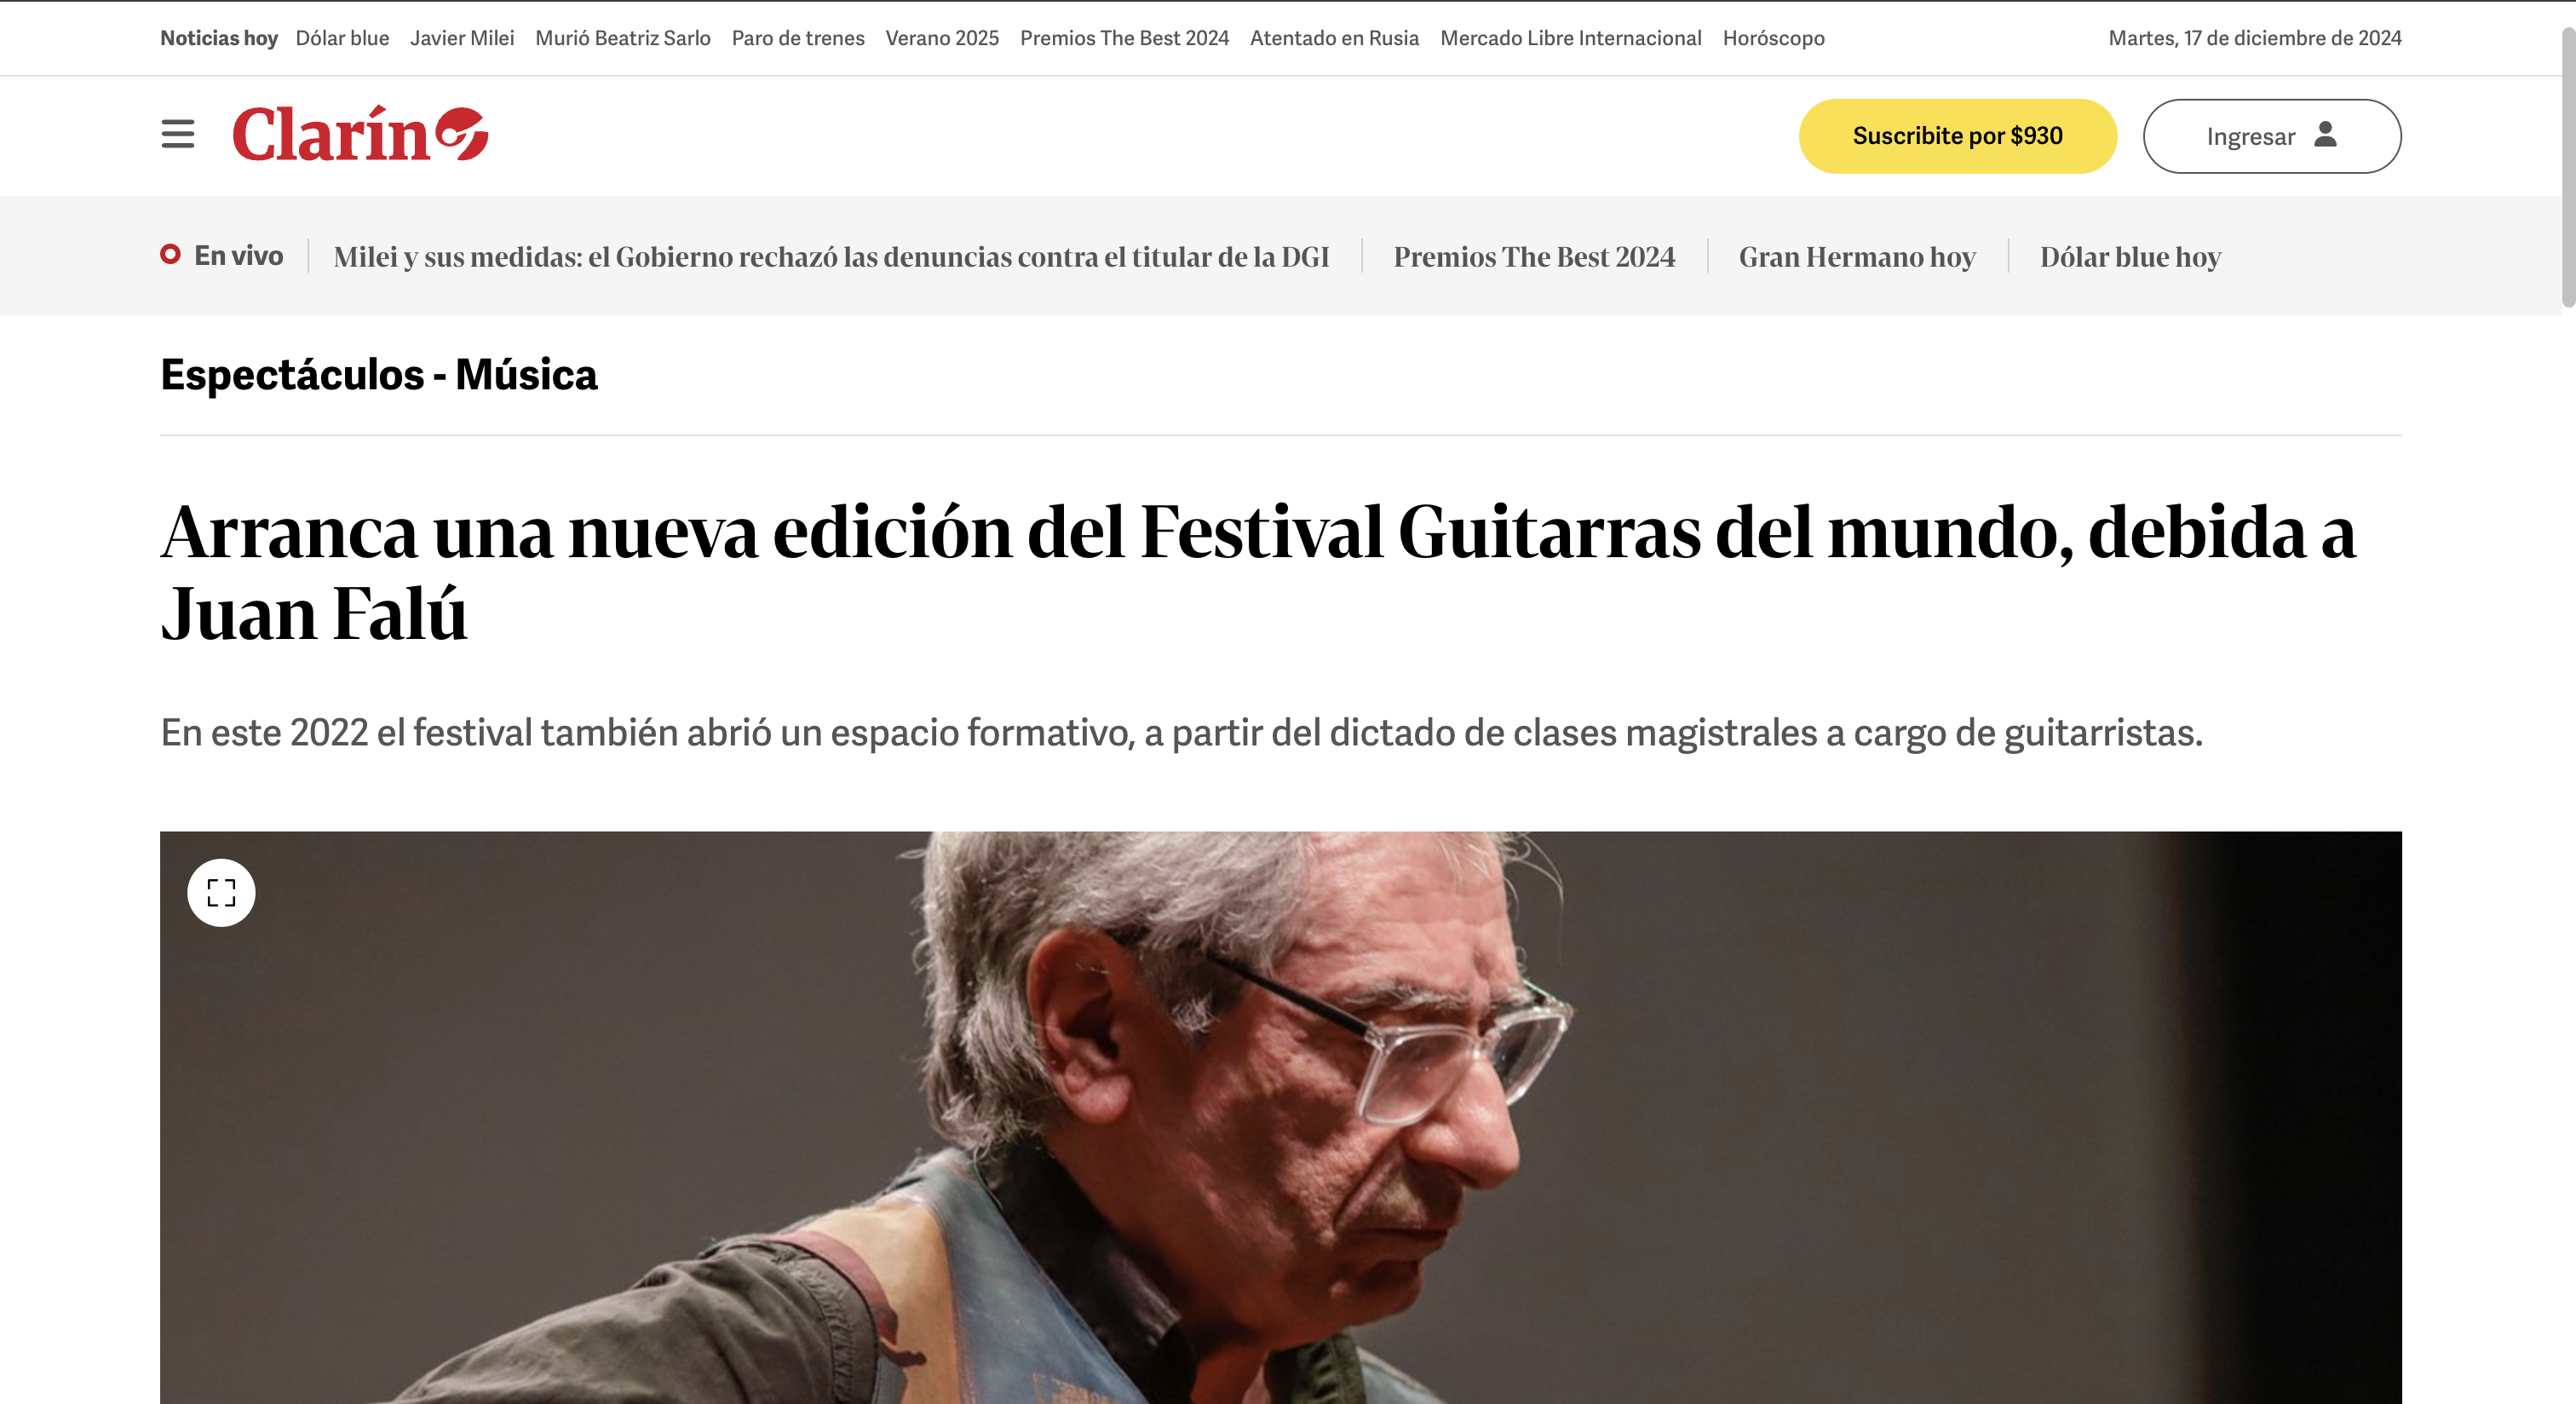 Noticias hoy Dólar blue Javier Milei Murió Beatriz Sarlo Paro de trenes Verano 2025 Premios The Best 2024 Atentado en Rusia Mercado Libre Internacional Horóscopo Martes, 17 de diciembre de 2024
Clarín Suscribite por $930 Ingresar
En vivo Milei y sus medidas: el Gobierno rechazó las denuncias contra el titular de la DGI Premios The Best 2024 Gran Hermano hoy Dólar blue hoy
Espectáculos - Música
Arranca una nueva edición del Festival Guitarras del mundo, debida a
Juan Falú
En este 2022 el festival también abrió un espacio formativo, a partir del dictado de clases magistrales a cargo de guitarristas.